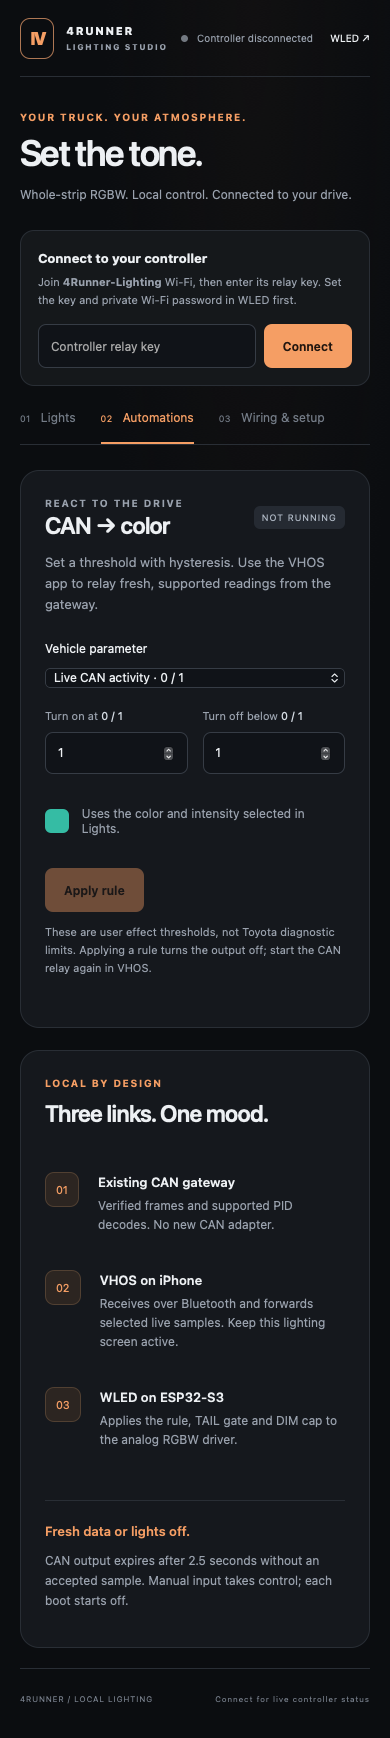 IV
4RUNNER
LIGHTING STUDIO
Controller disconnected
WLED ↗
YOUR TRUCK. YOUR ATMOSPHERE.
Set the tone.
Whole-strip RGBW. Local control. Connected to your drive.
Connect to your controller
Join 4Runner-Lighting Wi-Fi, then enter its relay key. Set
the key and private Wi-Fi password in WLED first.
Controller relay key
Connect
01 Lights
02 Automations
03 Wiring & setup
REACT TO THE DRIVE
CAN → color
NOT RUNNING
Set a threshold with hysteresis. Use the VHOS
app to relay fresh, supported readings from the
gateway.
Vehicle parameter
Live CAN activity · 0 / 1
Turn on at 0 / 1
Turn off below 0 / 1
1
1
Uses the color and intensity selected in
Lights.
Apply rule
These are user effect thresholds, not Toyota diagnostic
limits. Applying a rule turns the output off; start the CAN
relay again in VHOS.
LOCAL BY DESIGN
Three links. One mood.
01
Existing CAN gateway
Verified frames and supported PID
decodes. No new CAN adapter.
02
VHOS on iPhone
Receives over Bluetooth and forwards
selected live samples. Keep this lighting
screen active.
03
WLED on ESP32-S3
Applies the rule, TAIL gate and DIM cap to
the analog RGBW driver.
Fresh data or lights off.
CAN output expires after 2.5 seconds without an
accepted sample. Manual input takes control; each
boot starts off.
4RUNNER / LOCAL LIGHTING
Connect for live controller status